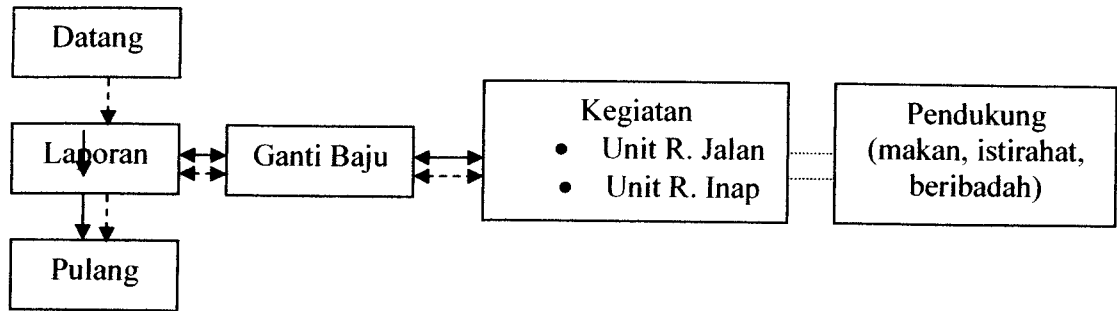 Datang
Laporan
Pulang
Ganti Baju
Kegiatan
• Unit R. Jalan
• Unit R. Inap
Pendukung
(makan, istirahat,
beribadah)